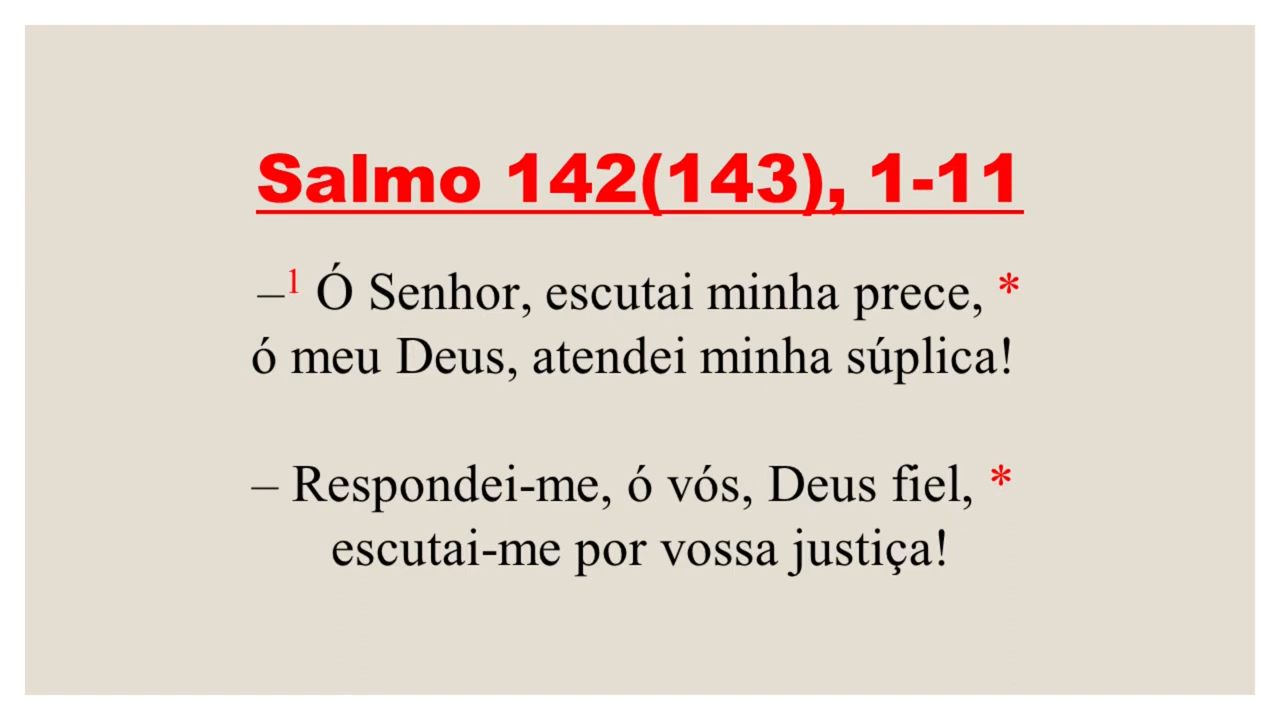 Salmo 142(143), 1-11
–¹ Ó Senhor, escutai minha prece, *
ó meu Deus, atendei minha súplica!
– Respondei-me, ó vós, Deus fiel, *
escutai-me por vossa justiça!